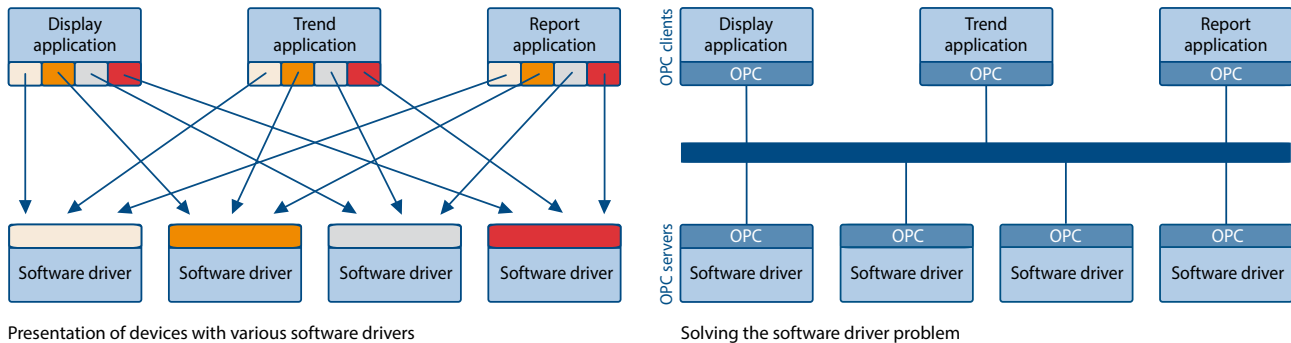 Display
application
Trend
application
Report
application
Software driver
Software driver
Software driver
Software driver
Presentation of devices with various software drivers
OPC clients
Display
application
OPC
Trend
application
OPC
Report
application
OPC
OPC servers
OPC
Software driver
OPC
Software driver
OPC
Software driver
OPC
Software driver
Solving the software driver problem